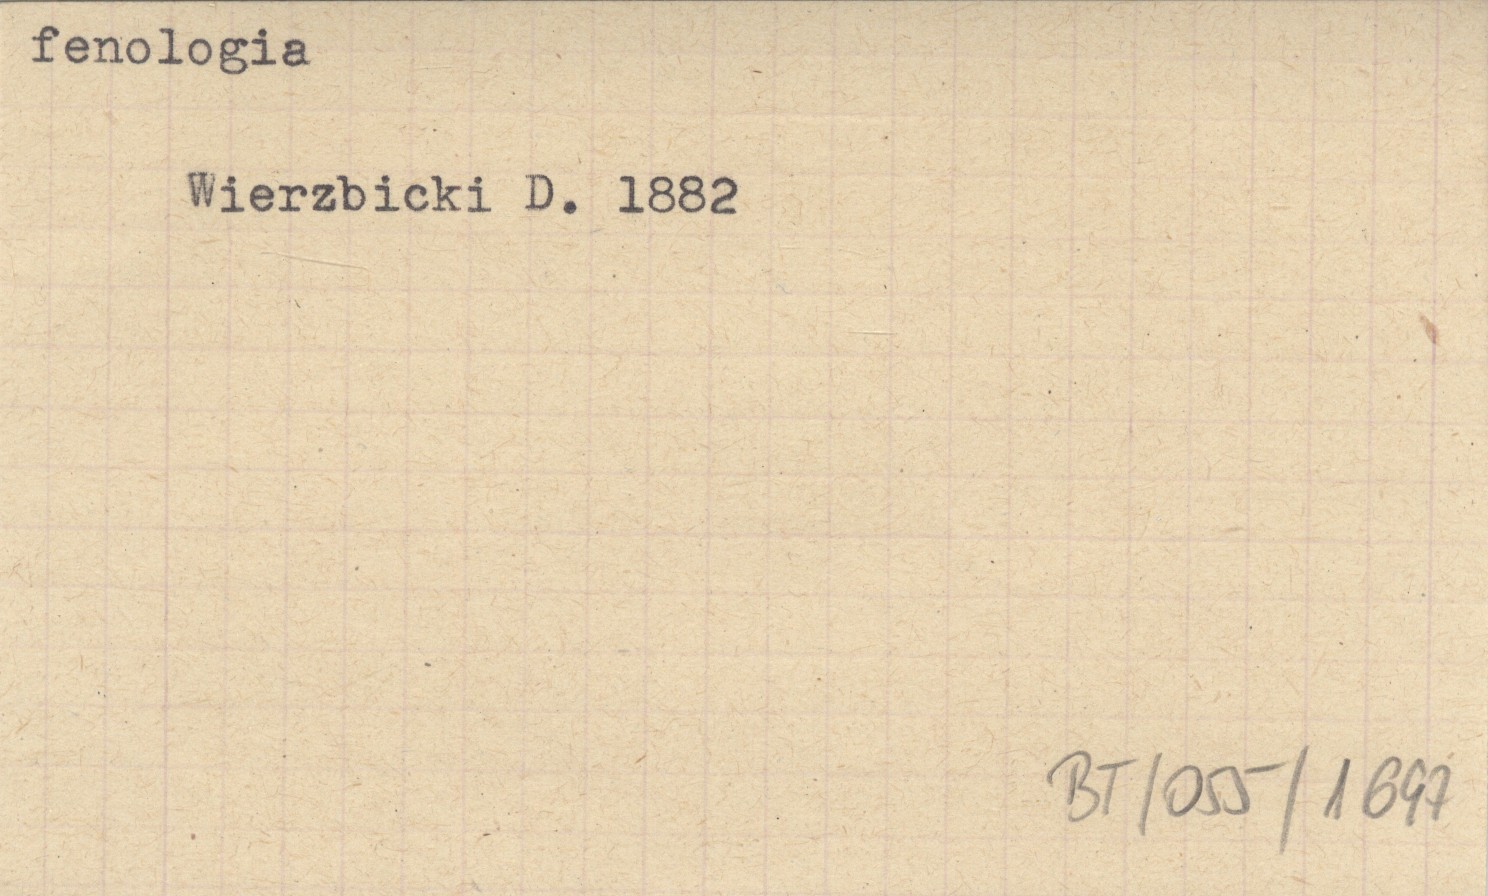 fenologia
Wierzbicki D. 1882
BT/055/1697